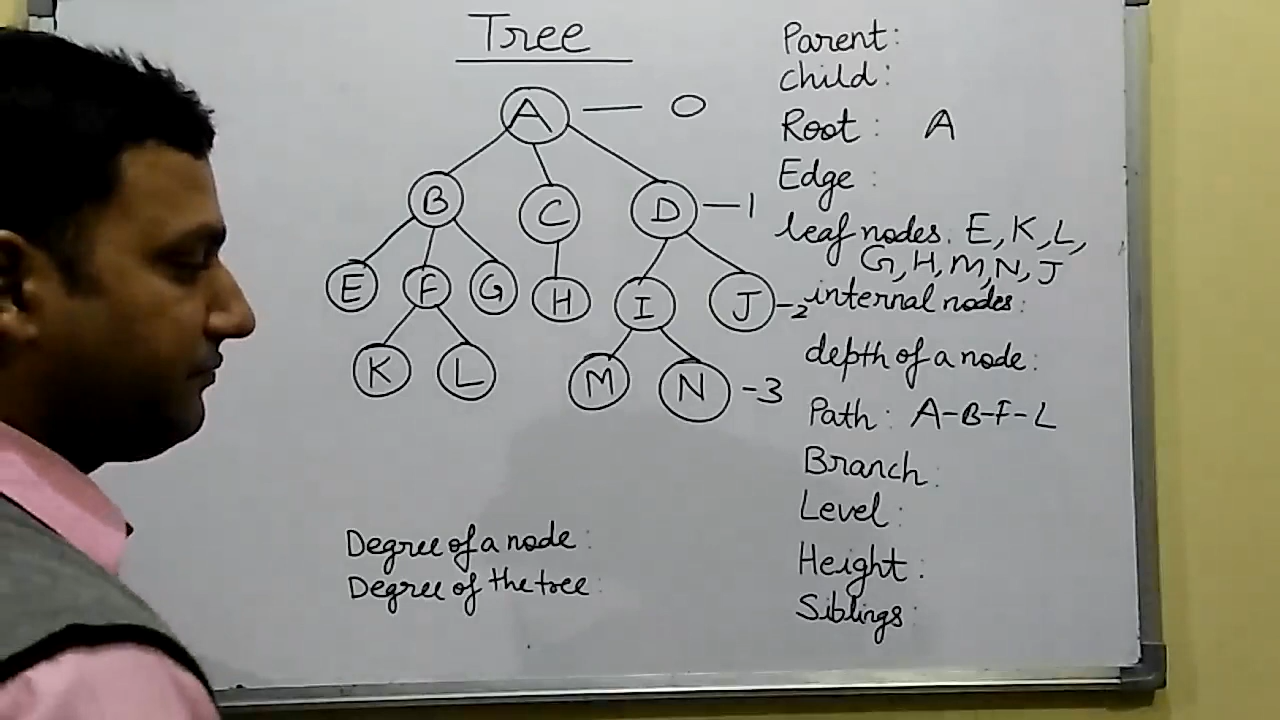 Tree
A — 0
B C D — 1
E F G H I J - 2
K L M N - 3
Degree of a node :
Degree of the tree :
Parent :
child :
Root : A
Edge :
leaf nodes. E, K, L,
G, H, M, N, J
internal nodes :
depth of a node :
Path : A-B-F-L
Branch :
Level :
Height :
Siblings :